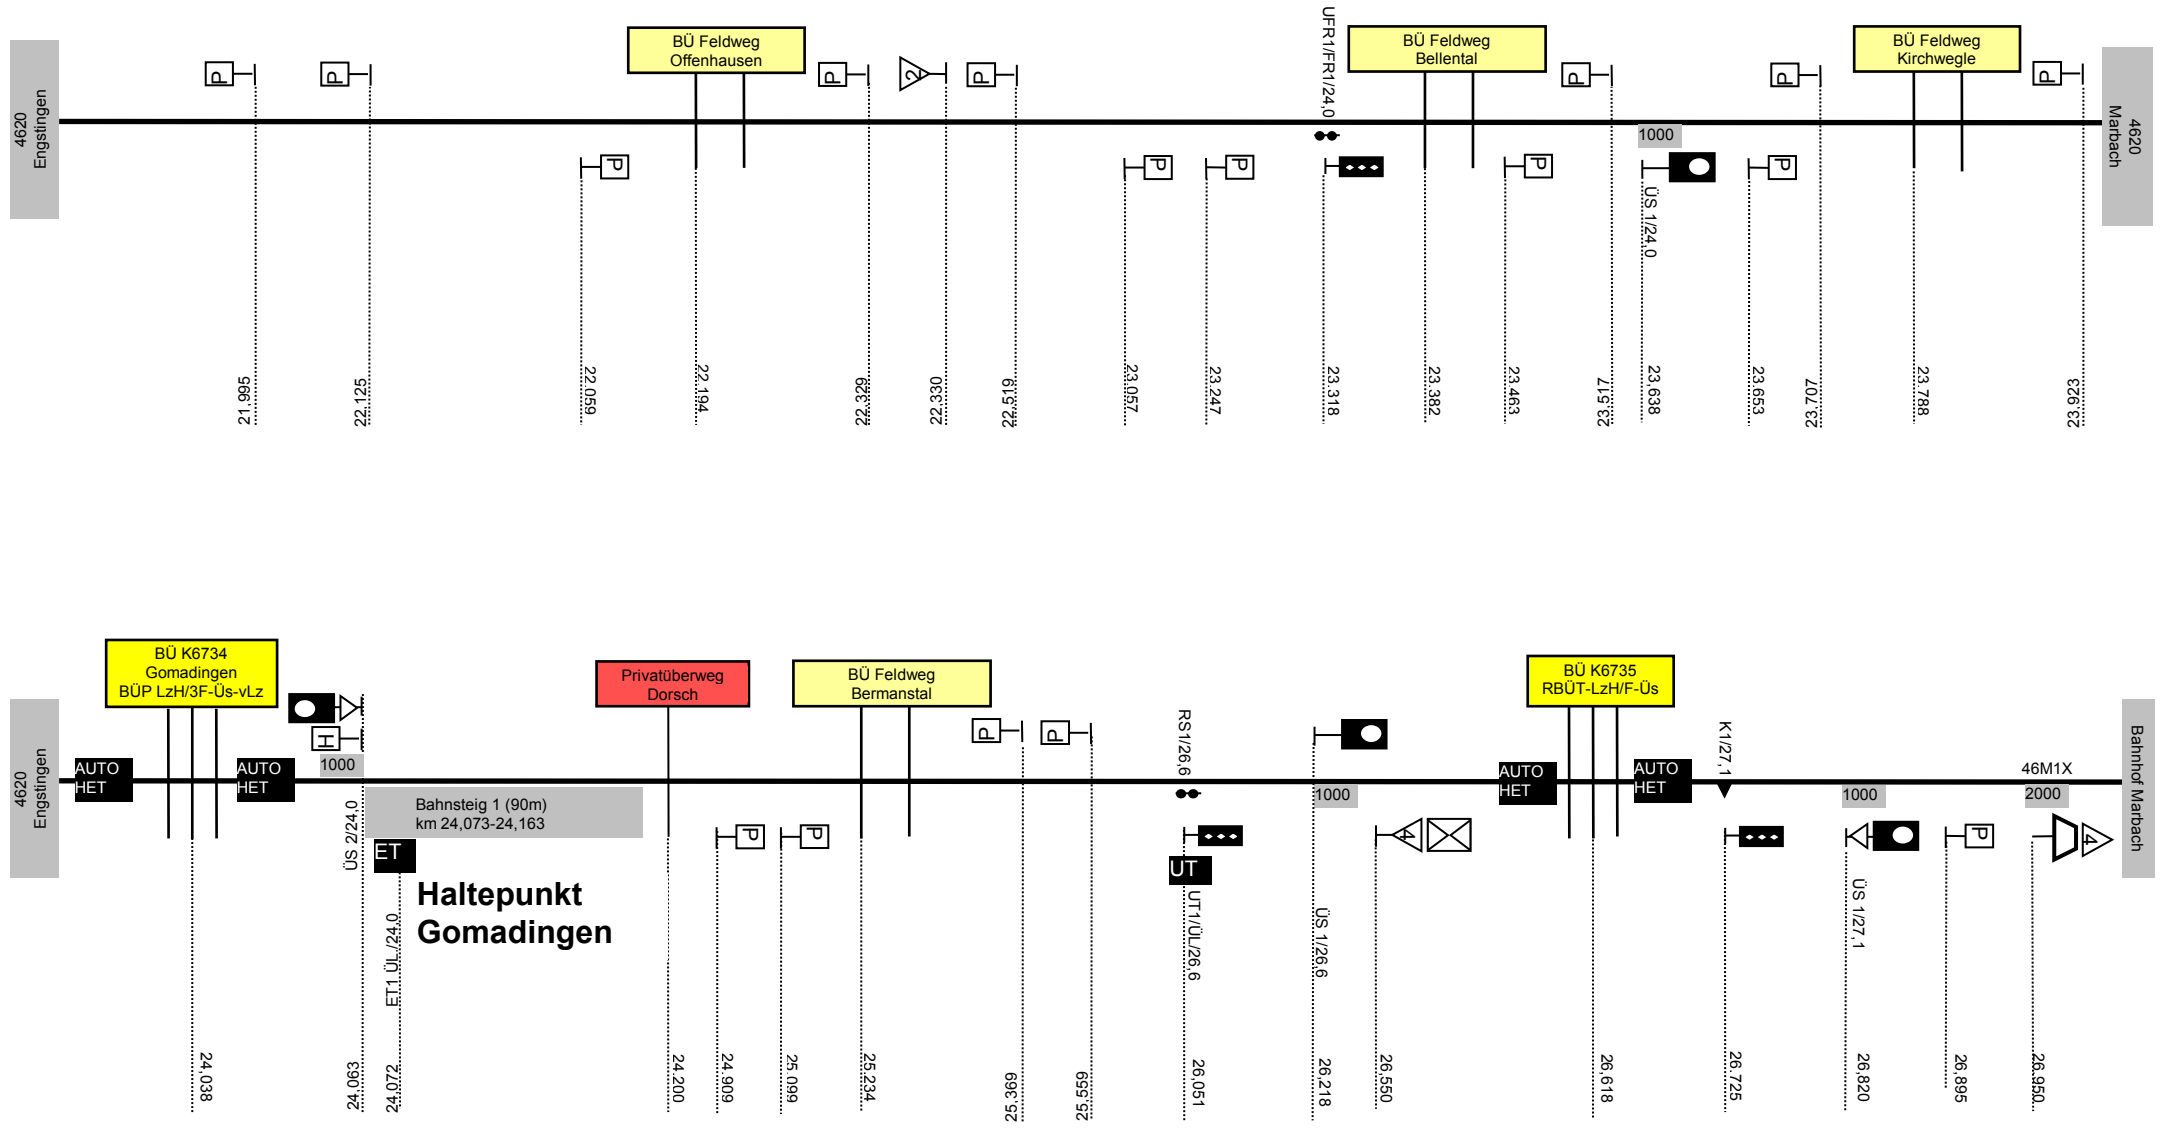 4620
Engstingen
P
P
BÜ Feldweg
Offenhausen
P
P
2
P
UFR1/FR1/24,0
P
P
BÜ Feldweg
Bellental
P
P
1000
ÜS 1/24,0
P
P
BÜ Feldweg
Kirchwegle
P
4620
Marbach
21,995
22,125
22.059
22.194
22.329
22.330
22.519
23.057
23.247
23.318
23.382
23.463
23.517
23,638
23.653
23.707
23.788
23.923
4620
Engstingen
AUTO
HET
BÜ K6734
Gomadingen
BÜP LzH/3F-Üs-vLz
AUTO
HET
H
1000
ÜS 2/24,0
Bahnsteig 1 (90m)
km 24,073-24,163
ET
ET1 ÜL./24,0
Haltepunkt
Gomadingen
Privatüberweg
Dorsch
P
P
BÜ Feldweg
Bermanstal
P
P
RS1/26,6
UT
UT1/ÜL/26,6
1000
ÜS 1/26,6
4
AUTO
HET
BÜ K6735
RBÜT-LzH/F-Üs
AUTO
HET
K1/27,1
1000
ÜS 1/27,1
P
46M1X
2000
4
Bahnhof Marbach
24,038
24.063
24.072
24.200
24.909
25.099
25.234
25,369
25,559
26.051
26,218
26,550
26.618
26.725
26,820
26,895
26.950